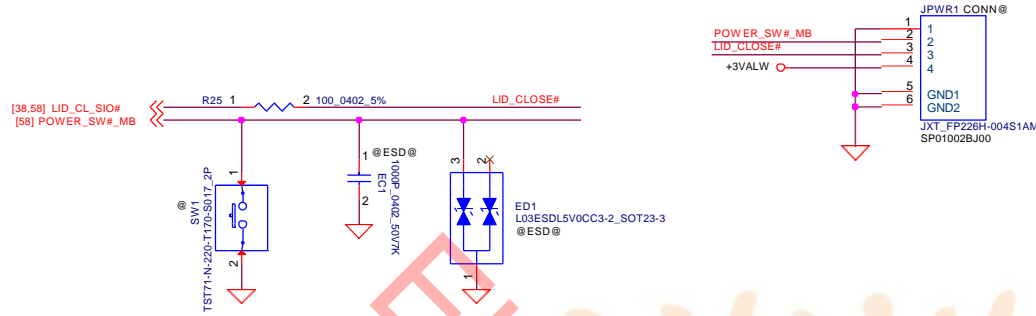 JPWR1 CONN@
POWER_SW#_MB
LID_CLOSE#
+3VALW
1
2
3
4
5
6
1
2
3
4
GND1
GND2
JXT_FP226H-004S1AM
SP01002BJ00
[38,58] LID_CL_SIO#
[58] POWER_SW#_MB
R25 1
2 100_0402_5%
LID_CLOSE#
1
2
@
SW1
TST71-N-220-T170-S017_2P
1
2
@ESD@
EC1
1000P_0402_50V7K
3
2
1
ED1
L03ESDL5V0CC3-2_SOT23-3
@ESD@